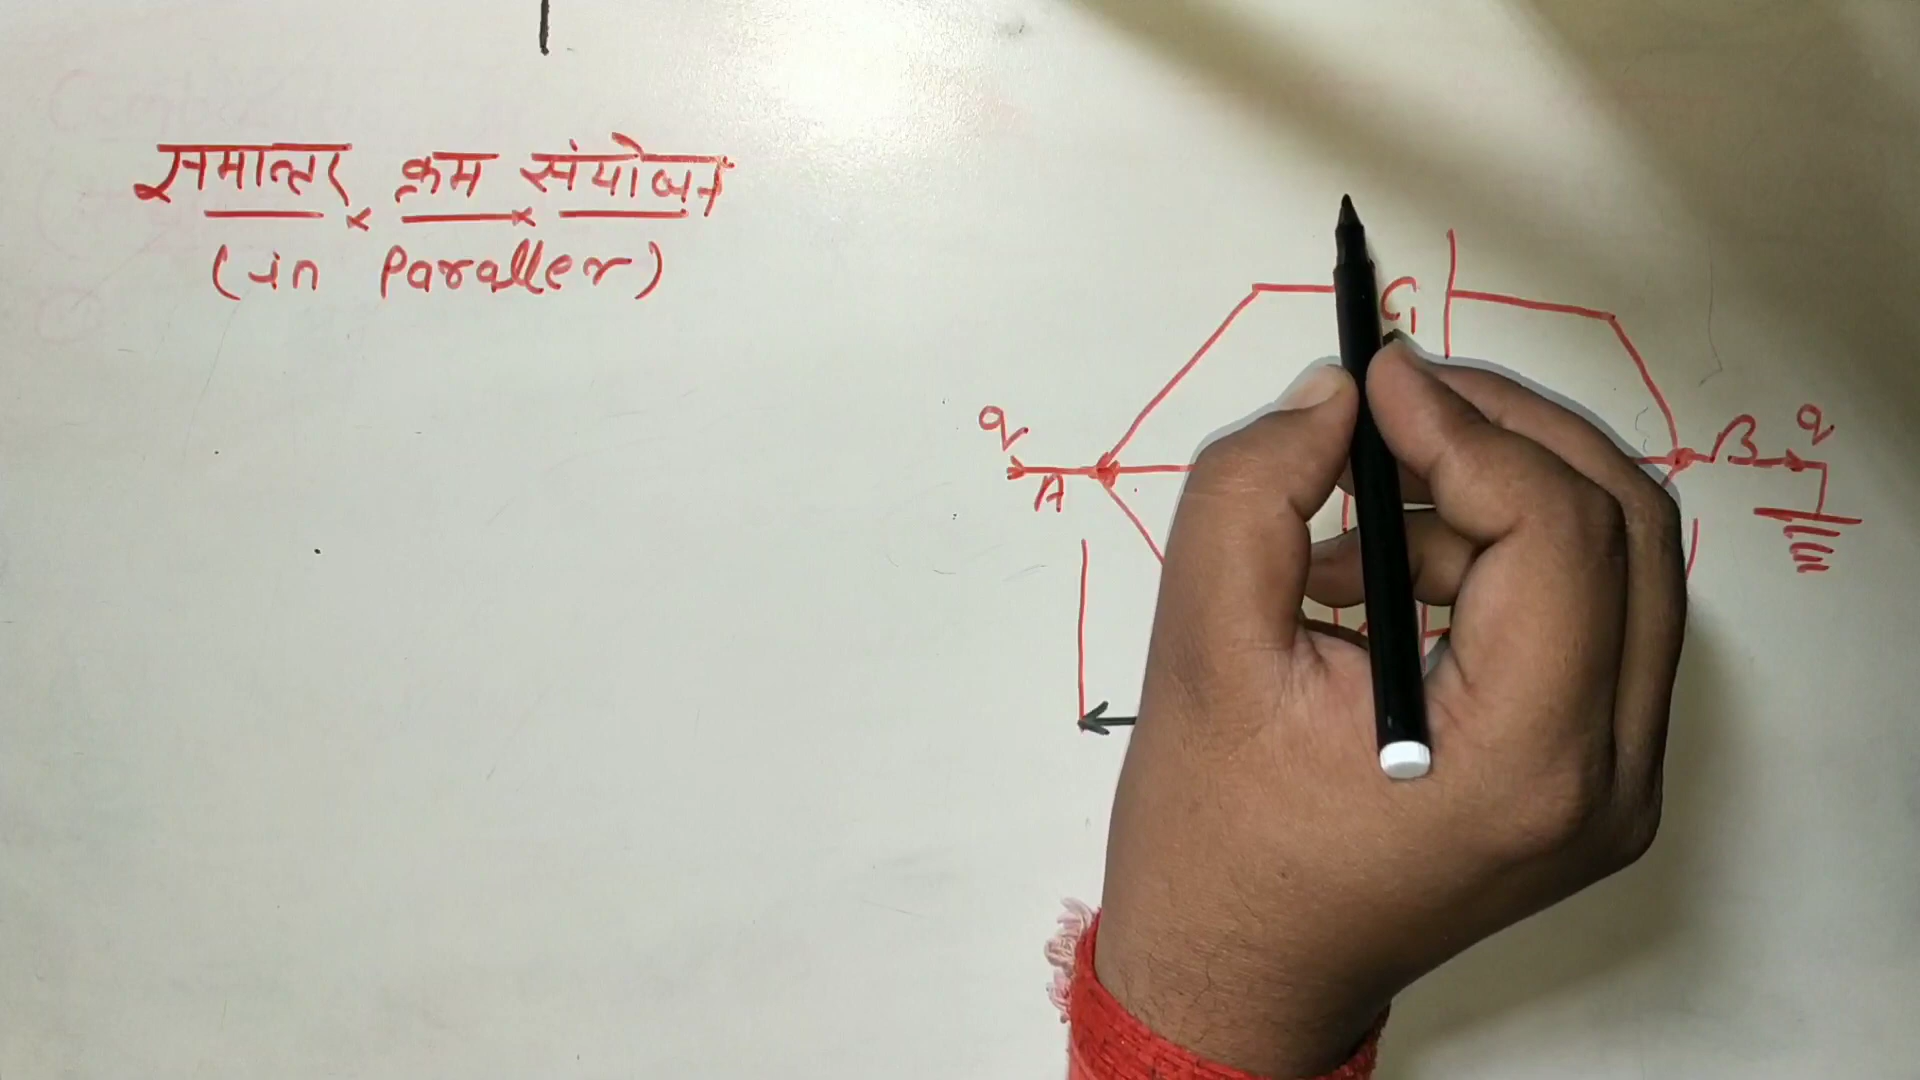 समान्तर क्रम संयोजन
(in Paraller)
C1
q q
A B